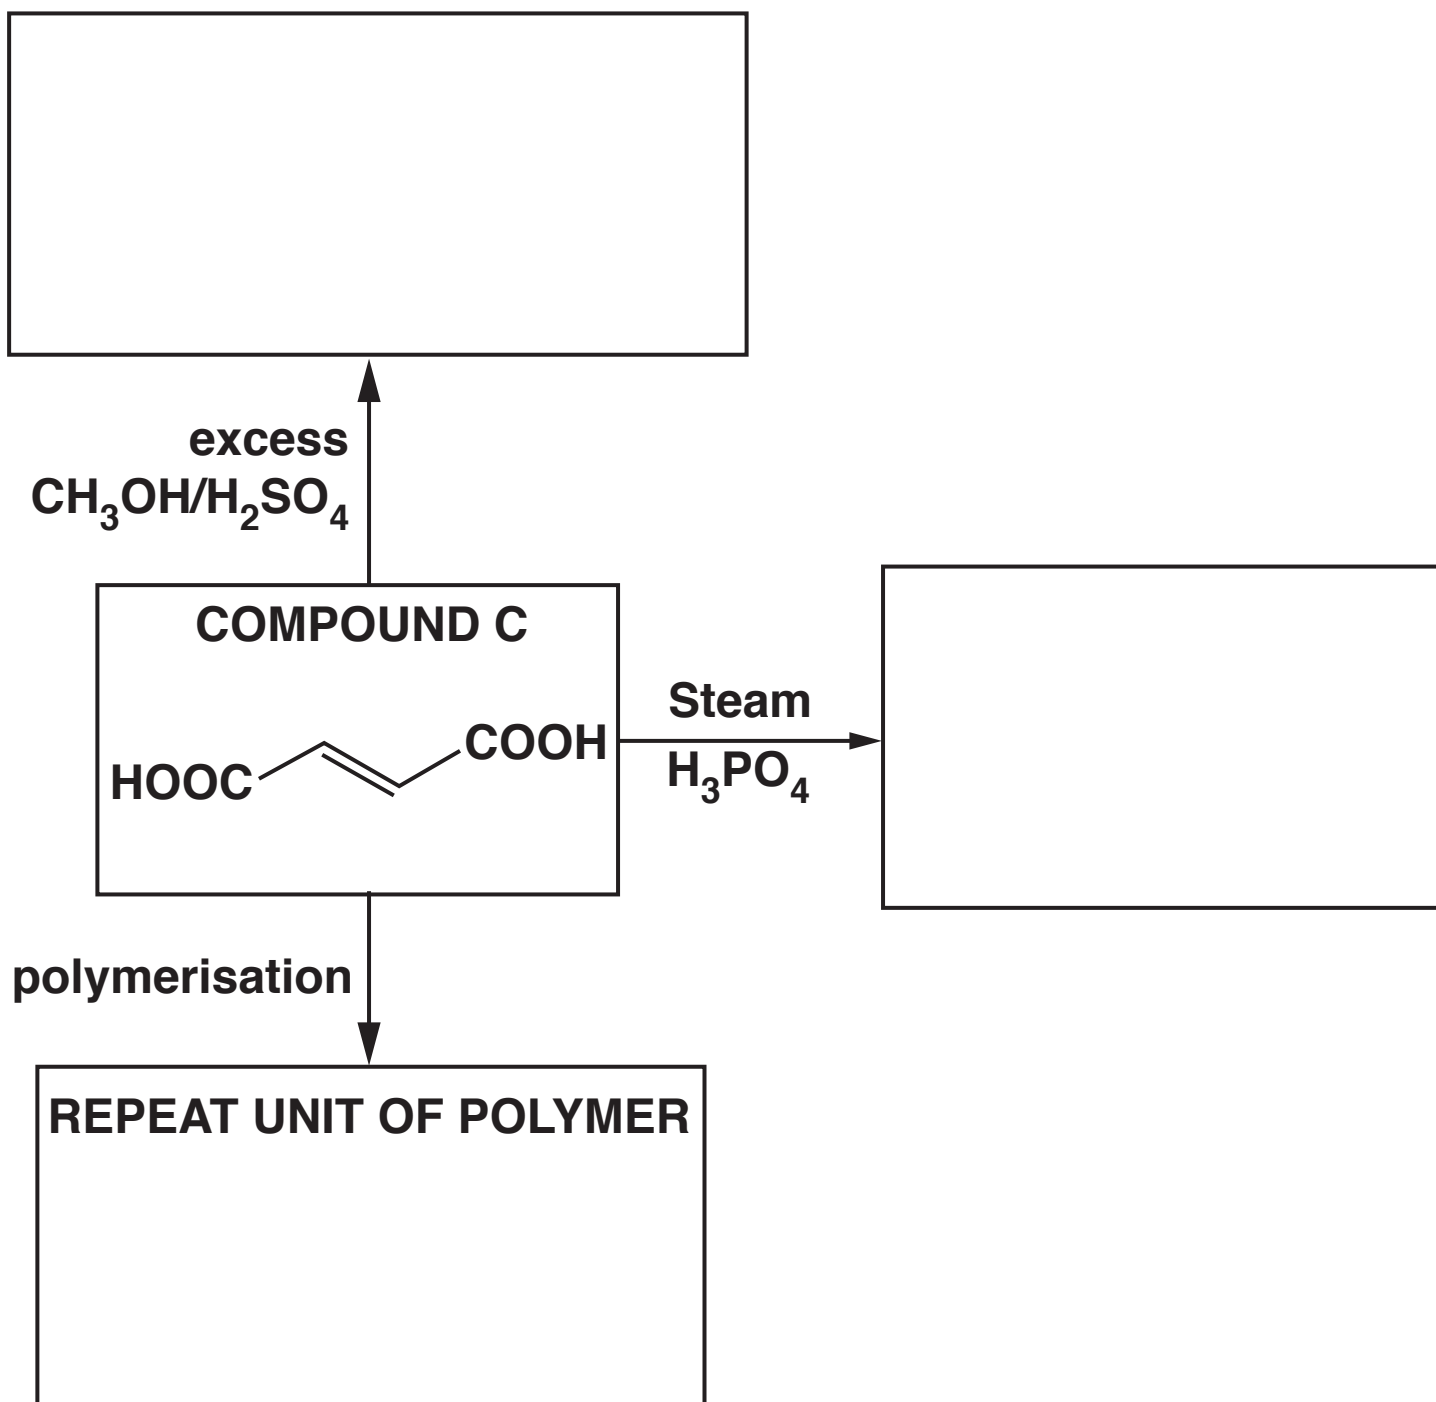 excess
CH₃OH/H₂SO₄
COMPOUND C
HOOC
COOH
Steam
H₃PO₄
polymerisation
REPEAT UNIT OF POLYMER